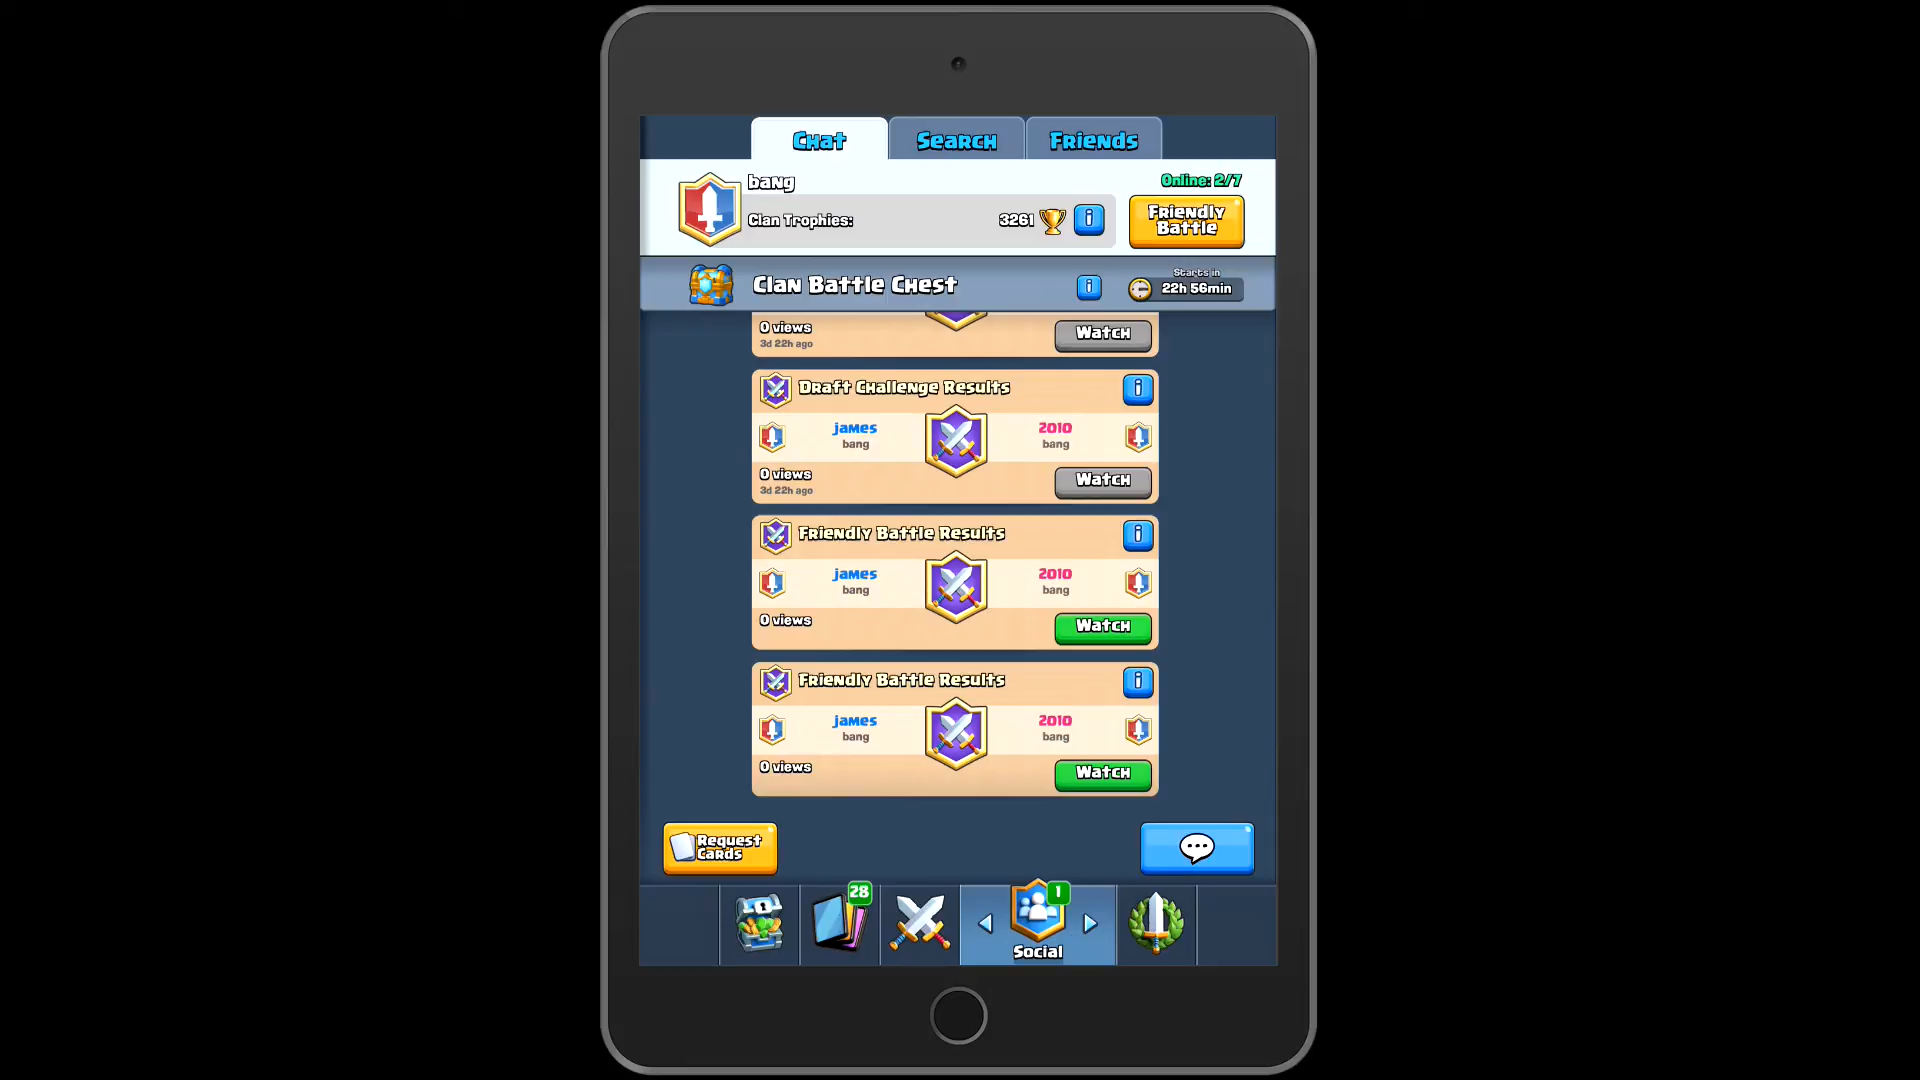 Chat
Search
Friends
bang
Online: 2/7
Clan Trophies:
3261
i
Friendly
Battle
Clan Battle Chest
i
Starts in
22h 56min
0 views
3d 22h ago
Watch
Draft Challenge Results
i
james
bang
2010
bang
0 views
3d 22h ago
Watch
Friendly Battle Results
i
james
bang
2010
bang
0 views
Watch
Friendly Battle Results
i
james
bang
2010
bang
0 views
Watch
Request
Cards
28
1
Social